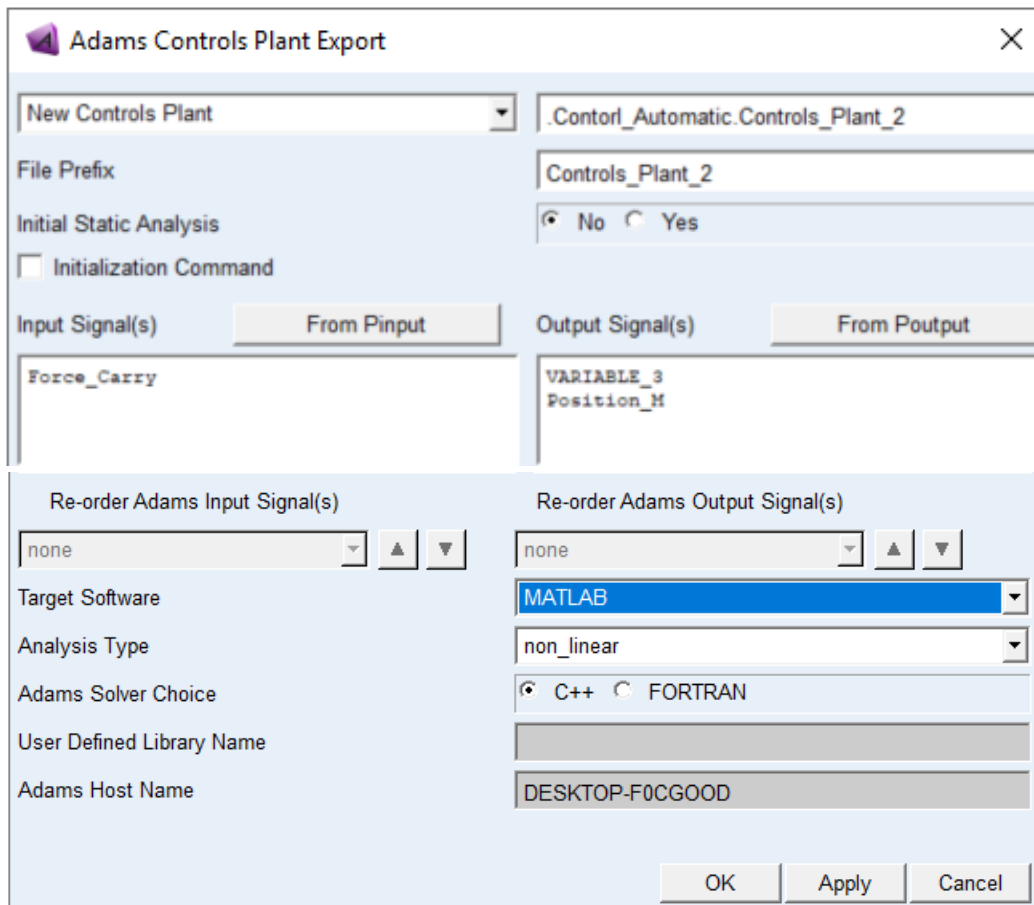 Adams Controls Plant Export
New Controls Plant .Contorl_Automatic.Controls_Plant_2
File Prefix Controls_Plant_2
Initial Static Analysis No Yes
Initialization Command
Input Signal(s) From Pinput Output Signal(s) From Poutput
Force_Carry VARIABLE_3
Position_M
Re-order Adams Input Signal(s) Re-order Adams Output Signal(s)
none none
Target Software MATLAB
Analysis Type non_linear
Adams Solver Choice C++ FORTRAN
User Defined Library Name
Adams Host Name DESKTOP-F0CGOOD
OK Apply Cancel